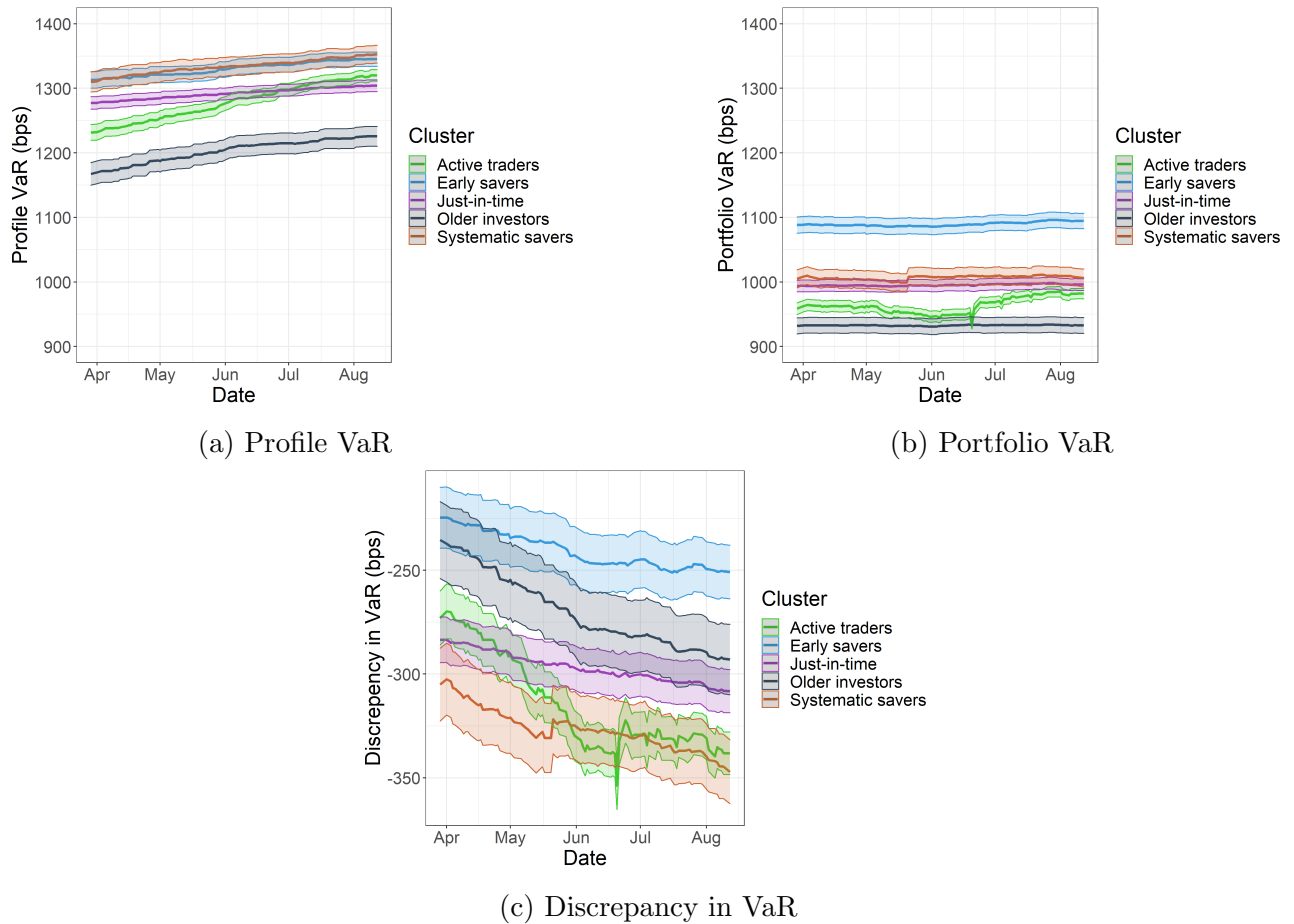 1400
1300
1200
1100
1000
900
Profile VaR (bps)
Apr May Jun Jul Aug
Date
Cluster
Active traders
Early savers
Just-in-time
Older investors
Systematic savers
(a) Profile VaR
1400
1300
1200
1100
1000
900
Portfolio VaR (bps)
Apr May Jun Jul Aug
Date
Cluster
Active traders
Early savers
Just-in-time
Older investors
Systematic savers
(b) Portfolio VaR
-250
-300
-350
Discrepency in VaR (bps)
Apr May Jun Jul Aug
Date
Cluster
Active traders
Early savers
Just-in-time
Older investors
Systematic savers
(c) Discrepancy in VaR